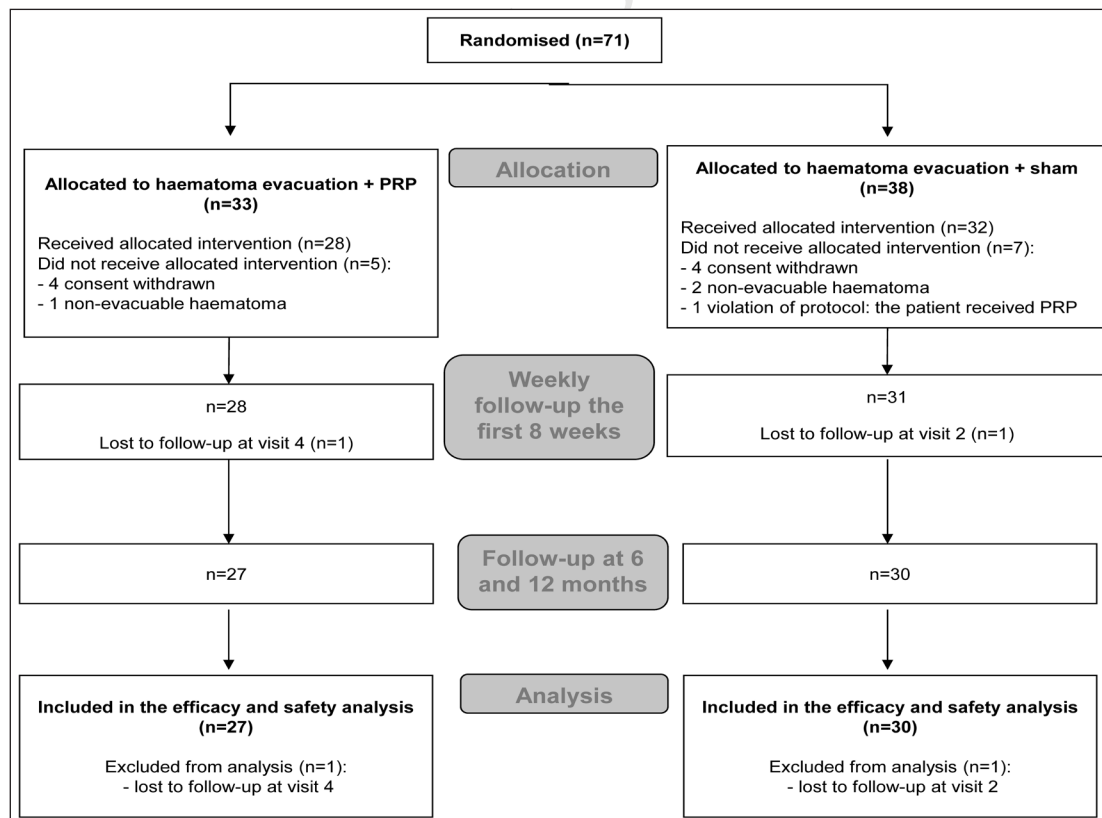 Randomised (n=71)
Allocation
Allocated to haematoma evacuation + PRP
(n=33)
Received allocated intervention (n=28)
Did not receive allocated intervention (n=5):
- 4 consent withdrawn
- 1 non-evacuable haematoma
Allocated to haematoma evacuation + sham
(n=38)
Received allocated intervention (n=32)
Did not receive allocated intervention (n=7):
- 4 consent withdrawn
- 2 non-evacuable haematoma
- 1 violation of protocol: the patient received PRP
Weekly
follow-up the
first 8 weeks
n=28
Lost to follow-up at visit 4 (n=1)
n=31
Lost to follow-up at visit 2 (n=1)
Follow-up at 6
and 12 months
n=27
n=30
Analysis
Included in the efficacy and safety analysis
(n=27)
Excluded from analysis (n=1):
- lost to follow-up at visit 4
Included in the efficacy and safety analysis
(n=30)
Excluded from analysis (n=1):
- lost to follow-up at visit 2